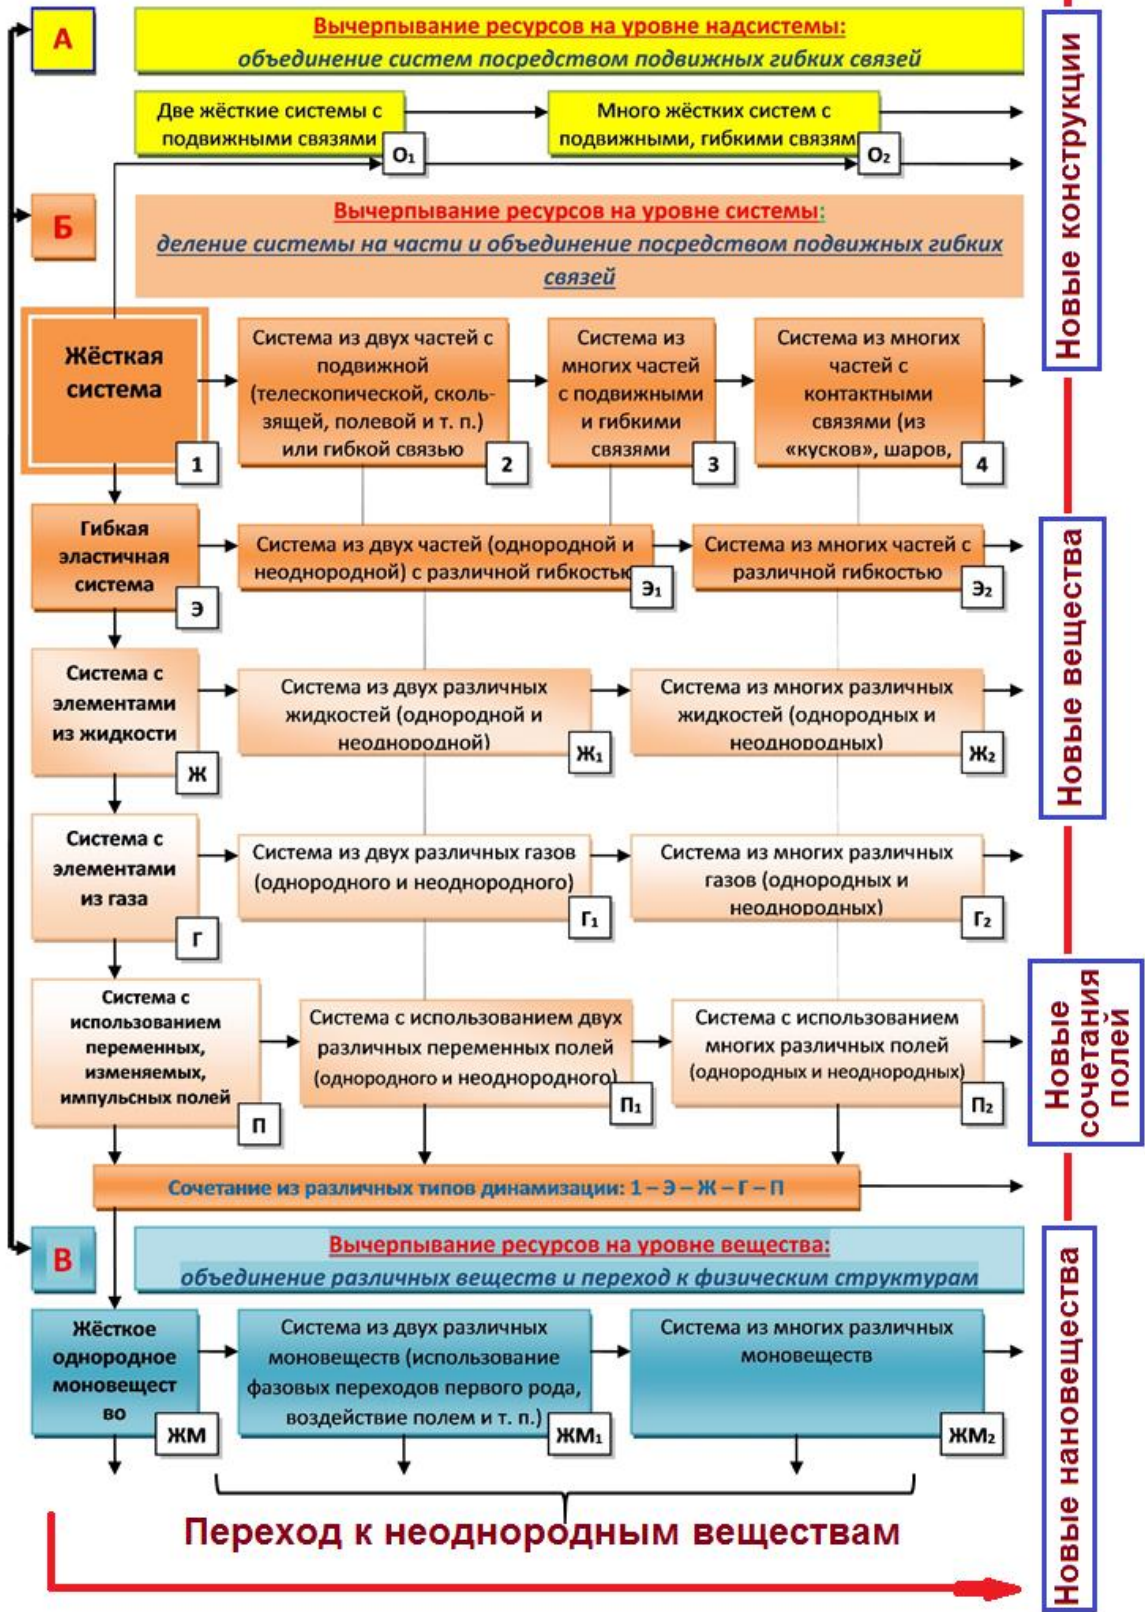 А
Вычерпывание ресурсов на уровне надсистемы:
объединение систем посредством подвижных гибких связей
Две жёсткие системы с
подвижными связями
О₁
Много жёстких систем с
подвижными, гибкими связям
О₂
Б
Вычерпывание ресурсов на уровне системы:
деление системы на части и объединение посредством подвижных гибких
связей
Новые конструкции
Жёсткая
система
1
Система из двух частей с
подвижной
(телескопической, сколь-
зящей, полевой и т. п.)
или гибкой связью
2
Система из
многих частей
с подвижными
и гибкими
связями
3
Система из многих
частей с
контактными
связями (из
«кусков», шаров,
4
Гибкая
эластичная
система
Э
Система из двух частей (однородной и
неоднородной) с различной гибкостью
Э₁
Система из многих частей с
различной гибкостью
Э₂
Новые вещества
Система с
элементами
из жидкости
Ж
Система из двух различных
жидкостей (однородной и
неоднородной)
Ж₁
Система из многих различных
жидкостей (однородных и
неоднородных)
Ж₂
Система с
элементами
из газа
Г
Система из двух различных газов
(однородного и неоднородного)
Г₁
Система из многих различных
газов (однородных и
неоднородных)
Г₂
Система с
использованием
переменных,
изменяемых,
импульсных полей
П
Система с использованием двух
различных переменных полей
(однородного и неоднородного)
П₁
Система с использованием
многих различных полей
(однородных и неоднородных)
П₂
Новые
сочетания
полей
Сочетание из различных типов динамизации: 1 – Э – Ж – Г – П
В
Вычерпывание ресурсов на уровне вещества:
объединение различных веществ и переход к физическим структурам
Жёсткое
однородное
моновещест
во
ЖМ
Система из двух различных
моновеществ (использование
фазовых переходов первого рода,
воздействие полем и т. п.)
ЖМ₁
Система из многих различных
моновеществ
ЖМ₂
Новые нановещества
Переход к неоднородным веществам